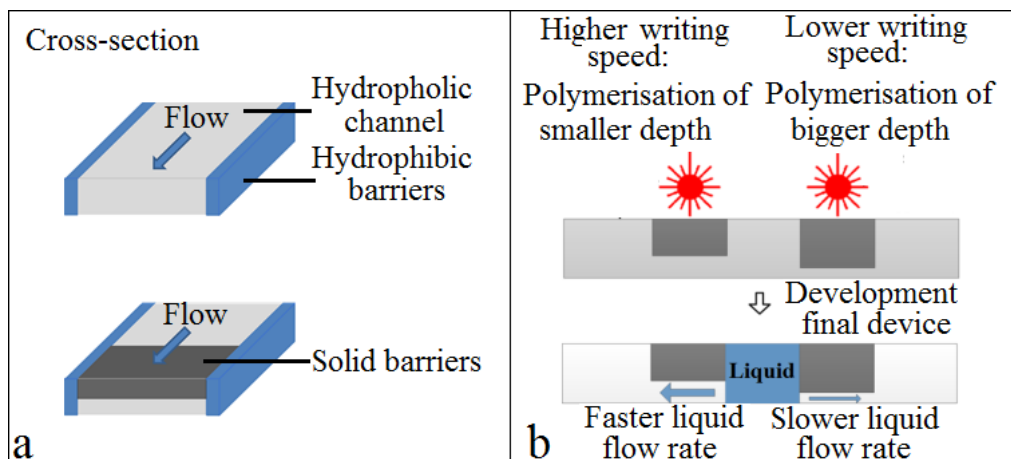 Cross-section
Flow
Hydropholic
channel
Hydrophibic
barriers
Flow
Solid barriers
a
Higher writing
speed:
Polymerisation of
smaller depth
Lower writing
speed:
Polymerisation of
bigger depth
Development
final device
Liquid
Faster liquid
flow rate
Slower liquid
flow rate
b